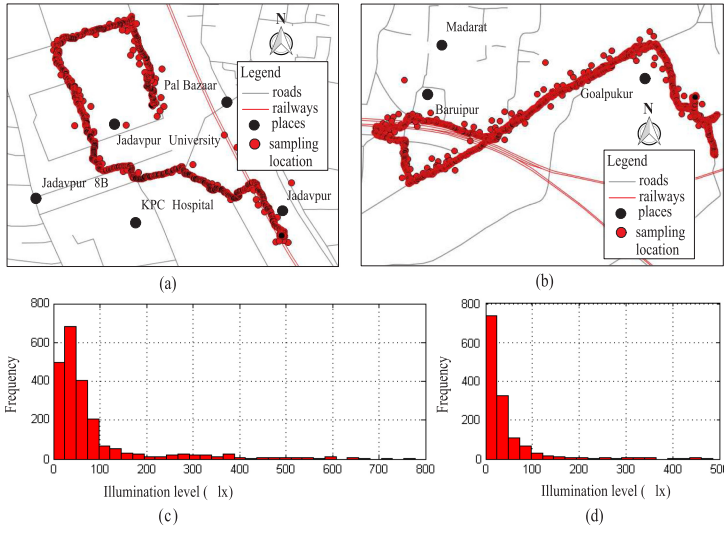 N
Pal Bazaar
Legend
roads
railways
places
sampling
location
Jadavpur University
Jadavpur 8B
KPC Hospital
Jadavpur
(a)
Madarat
Baruipur
Goalpukur
N
Legend
roads
railways
places
sampling
location
(b)
800
600
400
200
0
Frequency
0 100 200 300 400 500 600 700 800
Illumination level ( lx)
(c)
800
600
400
200
0
Frequency
0 100 200 300 400 500
Illumination level ( lx)
(d)